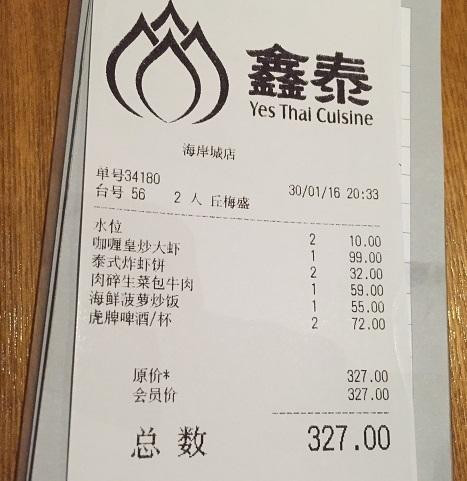 鑫泰
Yes Thai Cuisine
海岸城店
单号34180
台号 56 2 人 丘梅盛 30/01/16 20:33
水位 2 10.00
咖喱皇炒大虾 1 99.00
泰式炸虾饼 2 32.00
肉碎生菜包牛肉 1 59.00
海鲜菠萝炒饭 1 55.00
虎牌啤酒/杯 2 72.00
原价* 327.00
会员价 327.00
总 数 327.00